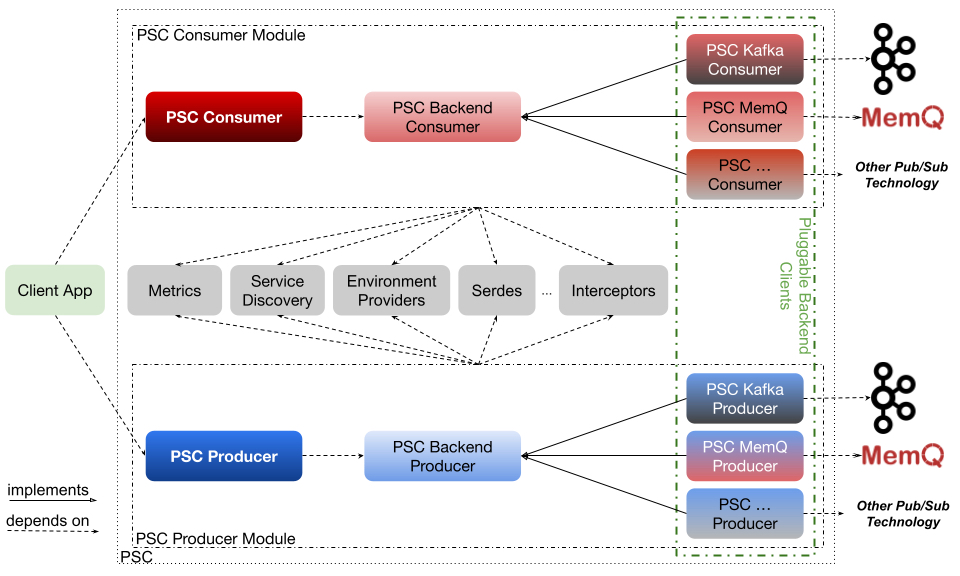 PSC Consumer Module
PSC Kafka
Consumer
PSC Consumer
PSC Backend
Consumer
PSC MemQ
Consumer
MemQ
PSC ...
Consumer
Other Pub/Sub
Technology
Pluggable Backend
Clients
Client App
Metrics
Service
Discovery
Environment
Providers
Serdes
...
Interceptors
PSC Kafka
Producer
PSC Producer
PSC Backend
Producer
PSC MemQ
Producer
MemQ
PSC ...
Producer
Other Pub/Sub
Technology
implements
depends on
PSC Producer Module
PSC